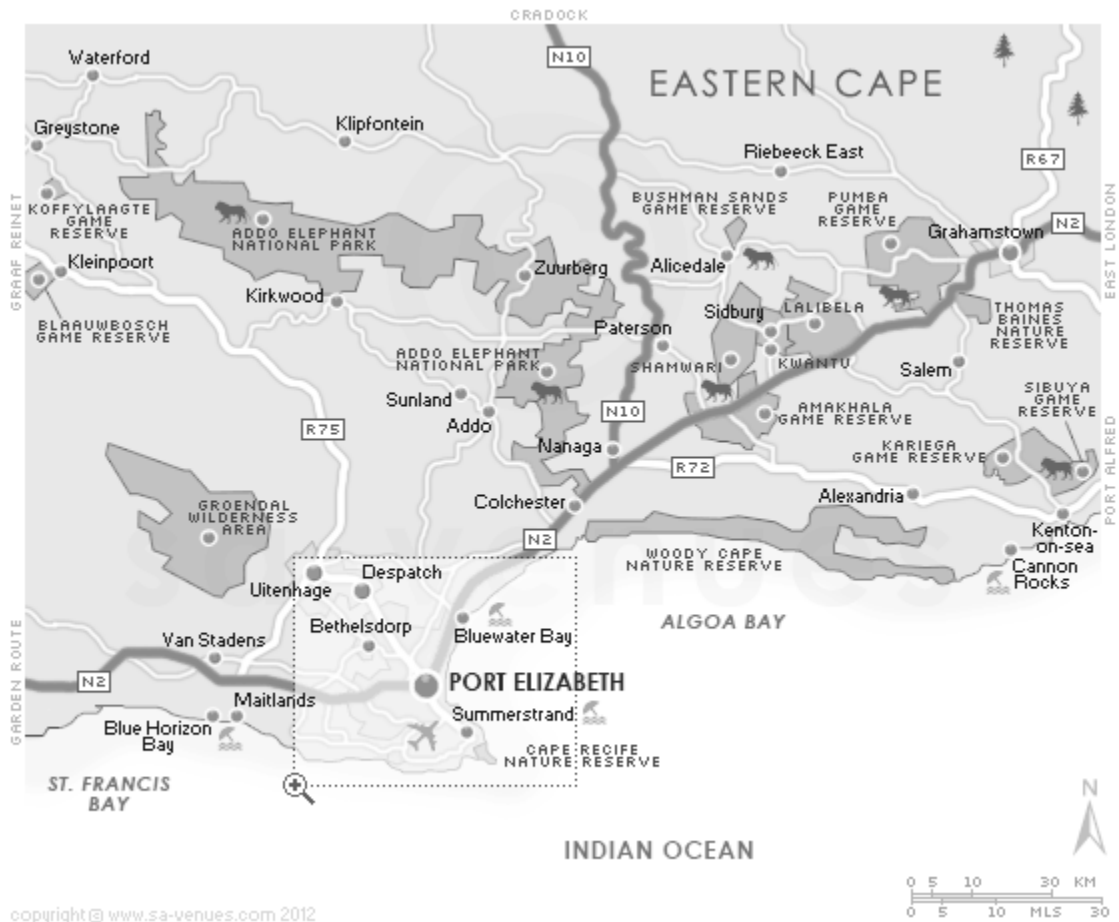 CRADOCK
N10
EASTERN CAPE
Waterford
Greystone
Klipfontein
Riebeeck East
R67
GRAAF REINET
KOFFYLAAGTE
GAME
RESERVE
ADDO ELEPHANT
NATIONAL PARK
BUSHMAN SANDS
GAME RESERVE
PUMBA
GAME
RESERVE
Grahamstown
N2
EAST LONDON
Kleinpoort
Zuurberg
Alicedale
BLAAUWBOSCH
GAME RESERVE
Kirkwood
Paterson
Sidbury
LALIBELA
THOMAS
BAINES
NATURE
RESERVE
ADDO ELEPHANT
NATIONAL PARK
SHAMWARI
KWANTU
Salem
SIBUYA
GAME
RESERVE
Sunland
Addo
N10
AMAKHALA
GAME RESERVE
R75
Nanaga
R72
KARIEGA
GAME RESERVE
PORT ALFRED
GROENDAL
WILDERNESS
AREA
Colchester
Alexandria
Kenton-
on-sea
N2
WOODY CAPE
NATURE RESERVE
Cannon
Rocks
sa-venues
Uitenhage
Despatch
Bethelsdorp
Bluewater Bay
ALGOA BAY
GARDEN ROUTE
Van Stadens
N2
PORT ELIZABETH
Maitlands
Summerstrand
Blue Horizon
Bay
CAPE RECIFE
NATURE RESERVE
ST. FRANCIS
BAY
INDIAN OCEAN
N
0 5 10 30 KM
0 5 10 MLS 30
copyright © www.sa-venues.com 2012